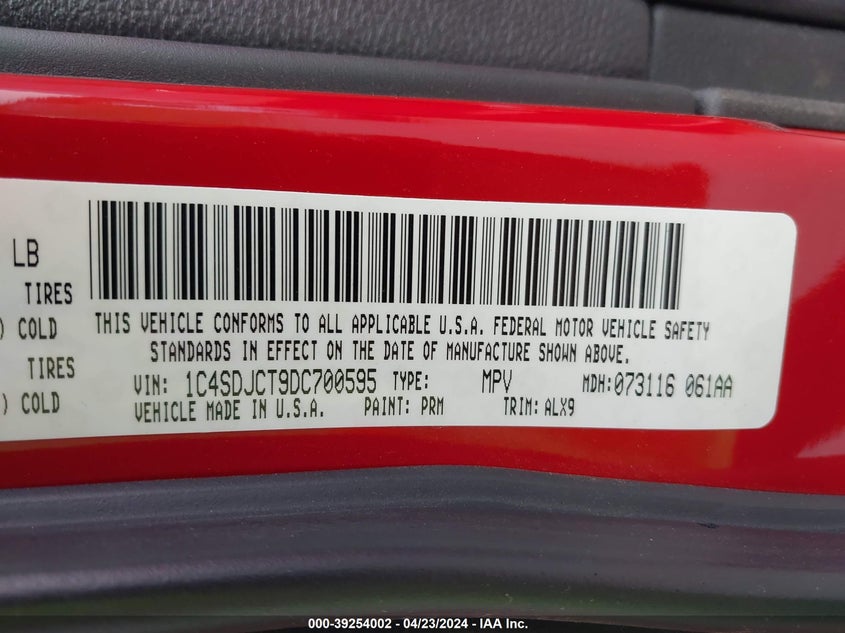 LB
TIRES
) COLD
TIRES
) COLD
THIS VEHICLE CONFORMS TO ALL APPLICABLE U.S.A. FEDERAL MOTOR VEHICLE SAFETY
STANDARDS IN EFFECT ON THE DATE OF MANUFACTURE SHOWN ABOVE.
VIN: 1C4SDJCT9DC700595 TYPE: MPV MDH:073116 061AA
VEHICLE MADE IN U.S.A. PAINT: PRM TRIM: ALX9
000-39254002 - 04/23/2024 - IAA Inc.